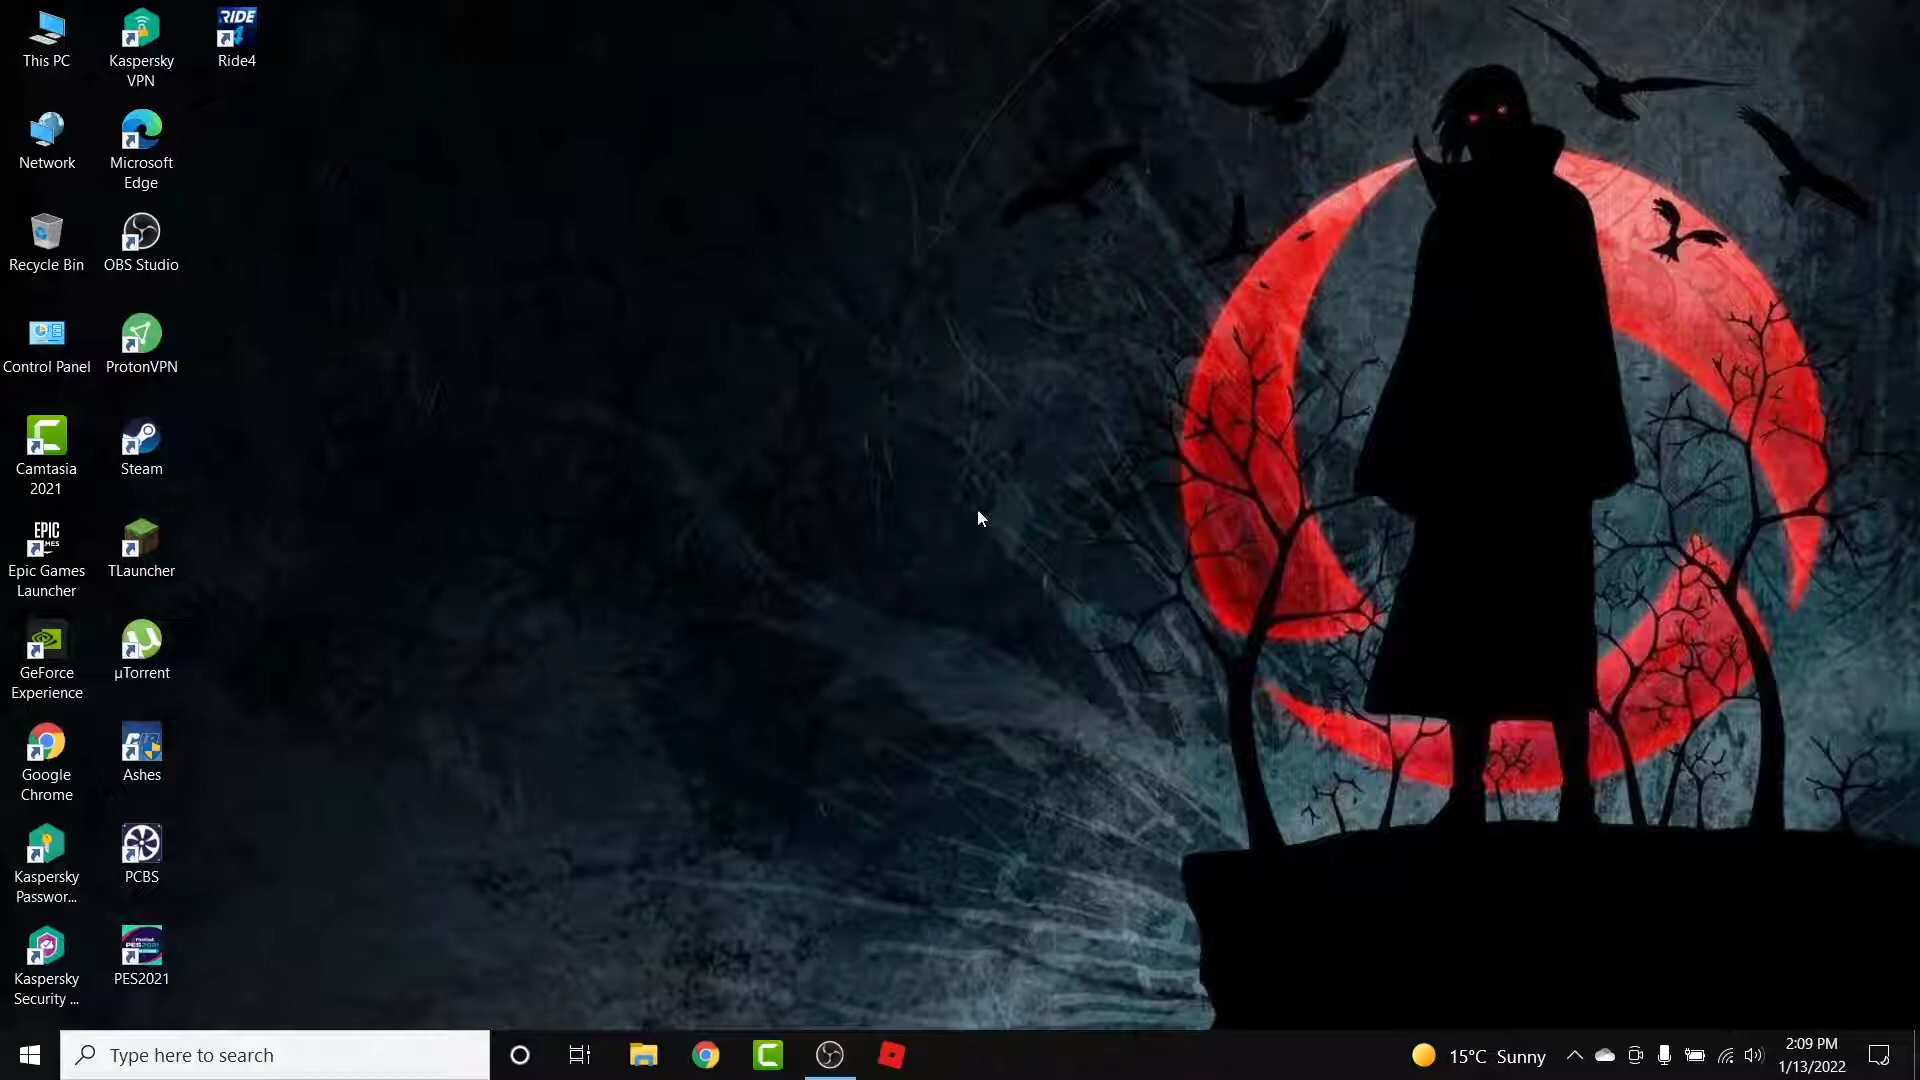 This PC
Kaspersky
VPN
Ride4
Network
Microsoft
Edge
Recycle Bin
OBS Studio
Control Panel
ProtonVPN
Camtasia
2021
Steam
Epic Games
Launcher
TLauncher
GeForce
Experience
µTorrent
Google
Chrome
Ashes
Kaspersky
Passwor...
PCBS
Kaspersky
Security ...
PES2021
RIDE
4
EPIC
Type here to search
15°C Sunny
2:09 PM
1/13/2022